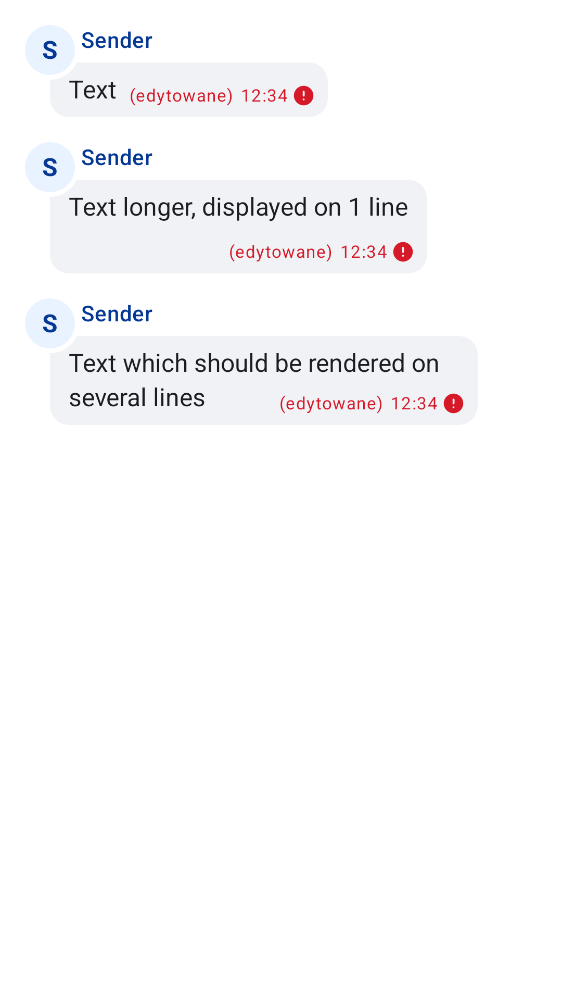 S Sender
Text (edytowane) 12:34
S Sender
Text longer, displayed on 1 line
(edytowane) 12:34
S Sender
Text which should be rendered on
several lines (edytowane) 12:34